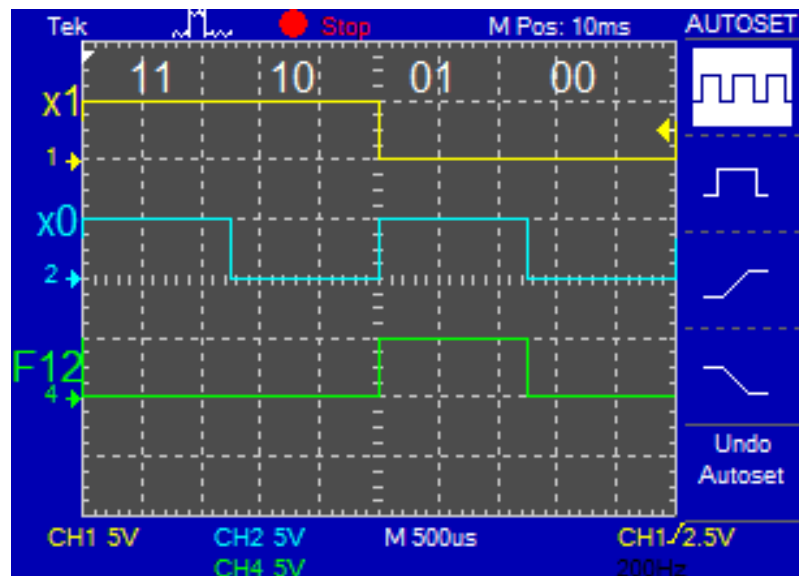 Tek Stop M Pos: 10ms AUTOSET
11 10 01 00
x1
1
x0
2
F12
4
Undo
Autoset
CH1 5V CH2 5V M 500us CH1 2.5V
CH4 5V 200Hz